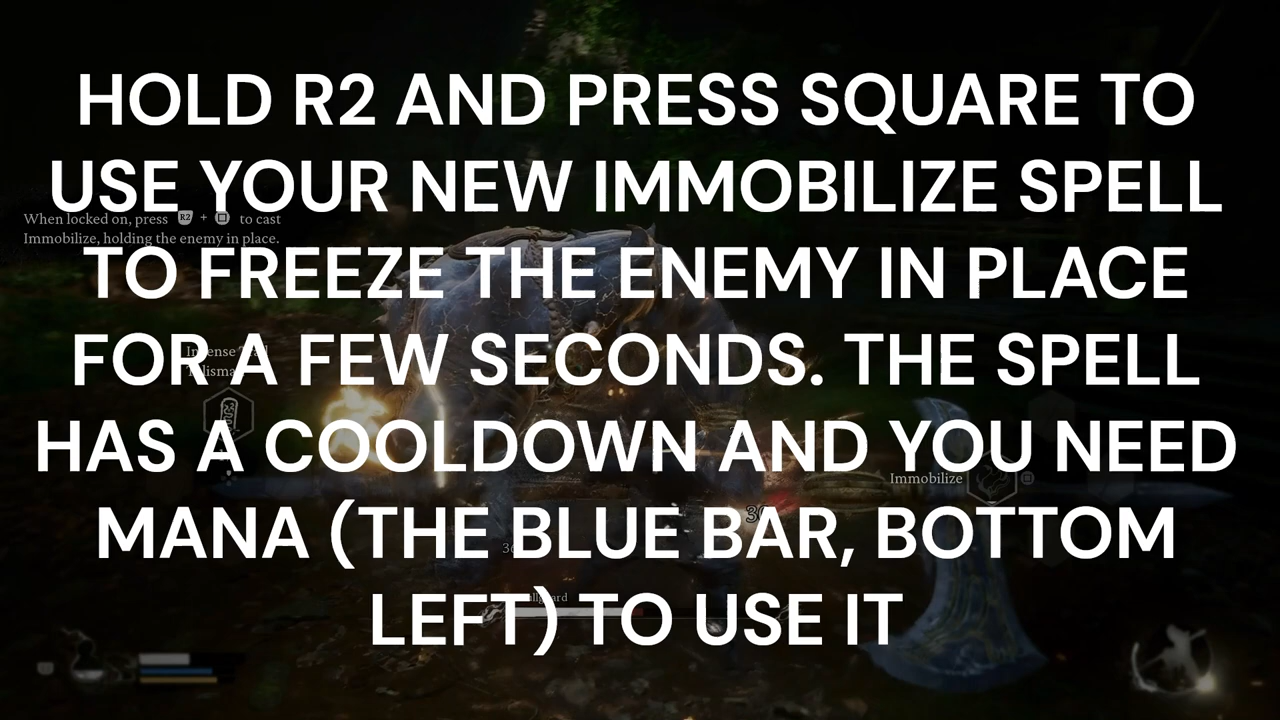 HOLD R2 AND PRESS SQUARE TO
USE YOUR NEW IMMOBILIZE SPELL
When locked on, press R2 + to cast
Immobilize, holding the enemy in place.
TO FREEZE THE ENEMY IN PLACE
FOR A FEW SECONDS. THE SPELL
HAS A COOLDOWN AND YOU NEED
Immobilize
MANA (THE BLUE BAR, BOTTOM
LEFT) TO USE IT